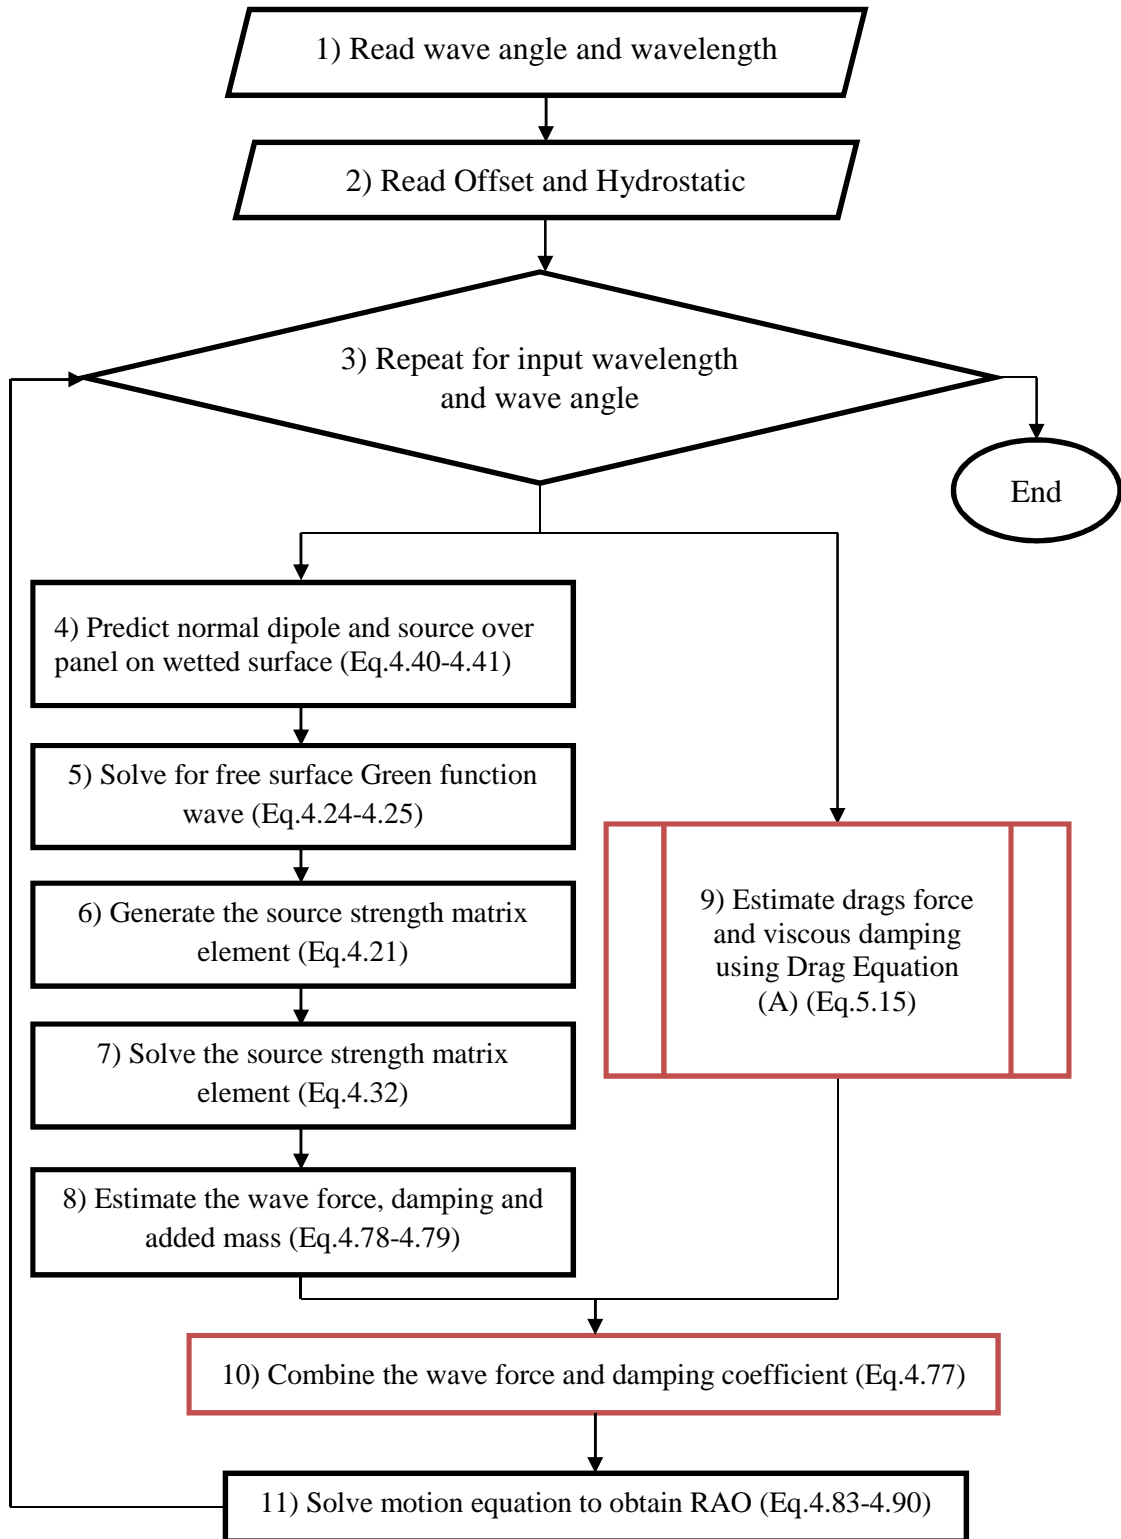 1) Read wave angle and wavelength
2) Read Offset and Hydrostatic
3) Repeat for input wavelength
and wave angle
End
4) Predict normal dipole and source over
panel on wetted surface (Eq.4.40-4.41)
5) Solve for free surface Green function
wave (Eq.4.24-4.25)
6) Generate the source strength matrix
element (Eq.4.21)
7) Solve the source strength matrix
element (Eq.4.32)
8) Estimate the wave force, damping and
added mass (Eq.4.78-4.79)
9) Estimate drags force
and viscous damping
using Drag Equation
(A) (Eq.5.15)
10) Combine the wave force and damping coefficient (Eq.4.77)
11) Solve motion equation to obtain RAO (Eq.4.83-4.90)